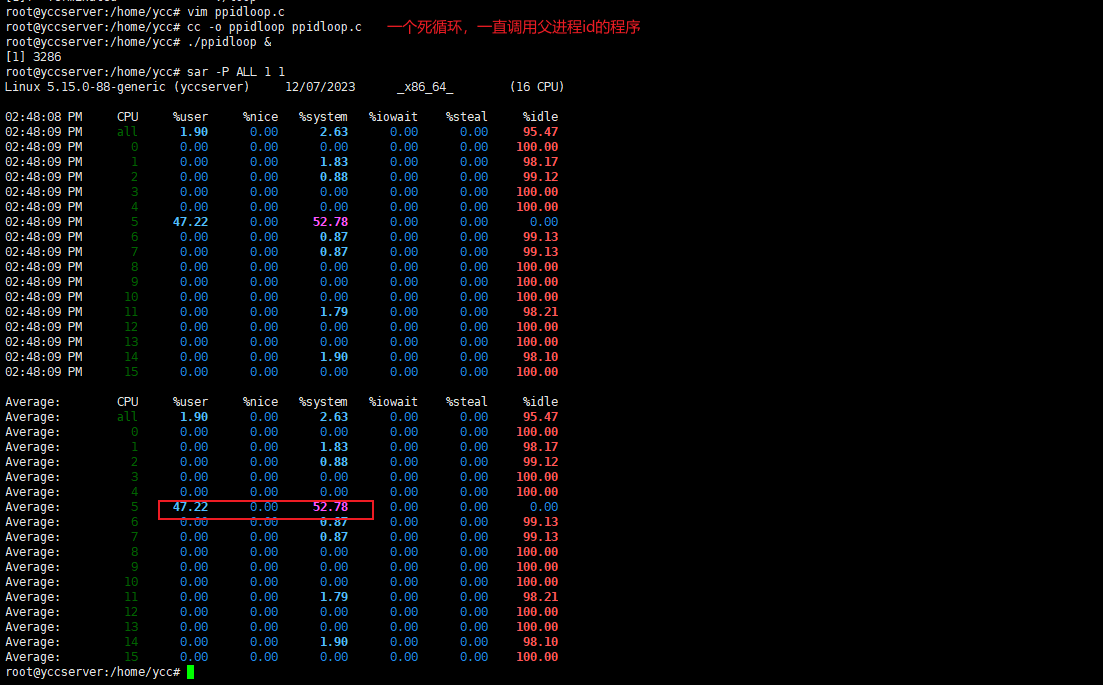 root@yccserver:/home/ycc# vim ppidloop.c
root@yccserver:/home/ycc# cc -o ppidloop ppidloop.c 一个死循环，一直调用父进程id的程序
root@yccserver:/home/ycc# ./ppidloop &
[1] 3286
root@yccserver:/home/ycc# sar -P ALL 1 1
Linux 5.15.0-88-generic (yccserver) 12/07/2023 _x86_64_ (16 CPU)
02:48:08 PM CPU %user %nice %system %iowait %steal %idle
02:48:09 PM all 1.90 0.00 2.63 0.00 0.00 95.47
02:48:09 PM 0 0.00 0.00 0.00 0.00 0.00 100.00
02:48:09 PM 1 0.00 0.00 1.83 0.00 0.00 98.17
02:48:09 PM 2 0.00 0.00 0.88 0.00 0.00 99.12
02:48:09 PM 3 0.00 0.00 0.00 0.00 0.00 100.00
02:48:09 PM 4 0.00 0.00 0.00 0.00 0.00 100.00
02:48:09 PM 5 47.22 0.00 52.78 0.00 0.00 0.00
02:48:09 PM 6 0.00 0.00 0.87 0.00 0.00 99.13
02:48:09 PM 7 0.00 0.00 0.87 0.00 0.00 99.13
02:48:09 PM 8 0.00 0.00 0.00 0.00 0.00 100.00
02:48:09 PM 9 0.00 0.00 0.00 0.00 0.00 100.00
02:48:09 PM 10 0.00 0.00 0.00 0.00 0.00 100.00
02:48:09 PM 11 0.00 0.00 1.79 0.00 0.00 98.21
02:48:09 PM 12 0.00 0.00 0.00 0.00 0.00 100.00
02:48:09 PM 13 0.00 0.00 0.00 0.00 0.00 100.00
02:48:09 PM 14 0.00 0.00 1.90 0.00 0.00 98.10
02:48:09 PM 15 0.00 0.00 0.00 0.00 0.00 100.00
Average: CPU %user %nice %system %iowait %steal %idle
Average: all 1.90 0.00 2.63 0.00 0.00 95.47
Average: 0 0.00 0.00 0.00 0.00 0.00 100.00
Average: 1 0.00 0.00 1.83 0.00 0.00 98.17
Average: 2 0.00 0.00 0.88 0.00 0.00 99.12
Average: 3 0.00 0.00 0.00 0.00 0.00 100.00
Average: 4 0.00 0.00 0.00 0.00 0.00 100.00
Average: 5 47.22 0.00 52.78 0.00 0.00 0.00
Average: 6 0.00 0.00 0.87 0.00 0.00 99.13
Average: 7 0.00 0.00 0.87 0.00 0.00 99.13
Average: 8 0.00 0.00 0.00 0.00 0.00 100.00
Average: 9 0.00 0.00 0.00 0.00 0.00 100.00
Average: 10 0.00 0.00 0.00 0.00 0.00 100.00
Average: 11 0.00 0.00 1.79 0.00 0.00 98.21
Average: 12 0.00 0.00 0.00 0.00 0.00 100.00
Average: 13 0.00 0.00 0.00 0.00 0.00 100.00
Average: 14 0.00 0.00 1.90 0.00 0.00 98.10
Average: 15 0.00 0.00 0.00 0.00 0.00 100.00
root@yccserver:/home/ycc#